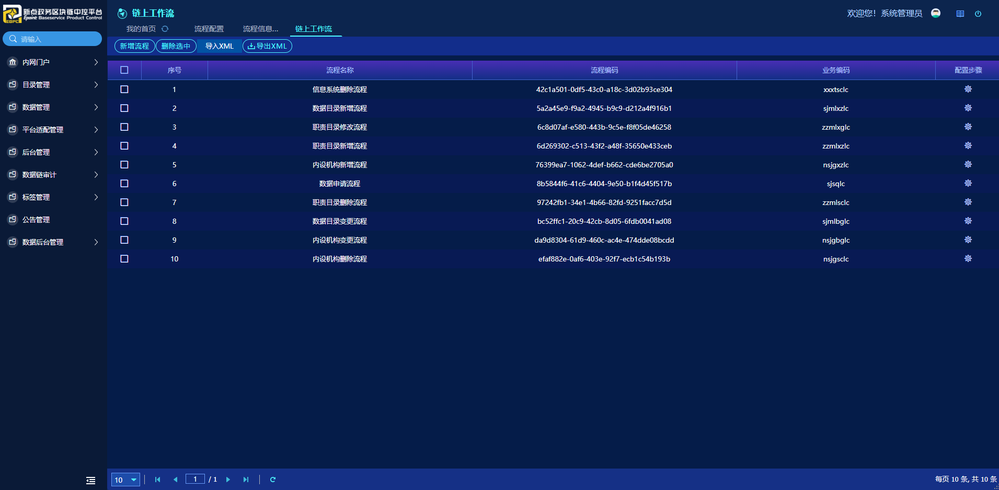 新点政务区块链中控平台
Epoint Baseservice Product Control
EBPC
请输入
内网门户
目录管理
数据管理
平台适配管理
后台管理
数据链审计
标签管理
公告管理
数据后台管理
链上工作流
欢迎您！系统管理员
我的首页 流程配置 流程信息... 链上工作流
新增流程 删除选中 导入XML 导出XML
序号 流程名称 流程编码 业务编码 配置步骤
1 信息系统删除流程 42c1a501-0df5-43c0-a18c-3d02b93ce304 xxxtsclc
2 数据目录新增流程 5a2a45e9-f9a2-4945-b9c9-d212a4f916b1 sjmlxzlc
3 职责目录修改流程 6c8d07af-e580-443b-9c5e-f8f05de46258 zzmlxglc
4 职责目录新增流程 6d269302-c513-43f2-a48f-35650e433ceb zzmlxzlc
5 内设机构新增流程 76399ea7-1062-4def-b662-cde6be2705a0 nsjgxzlc
6 数据申请流程 8b5844f6-41c6-4404-9e50-b1f4d45f517b sjsqlc
7 职责目录删除流程 97242fb1-34e1-4b66-82fd-9251facc7d5d zzmlsclc
8 数据目录变更流程 bc52ffc1-20c9-42cb-8d05-6fdb0041ad08 sjmlbglc
9 内设机构变更流程 da9d8304-61d9-460c-ac4e-474dde08bcdd nsjgbglc
10 内设机构删除流程 efaf882e-0af6-403e-92f7-ecb1c54b193b nsjgsclc
10 1 / 1 每页 10 条, 共 10 条